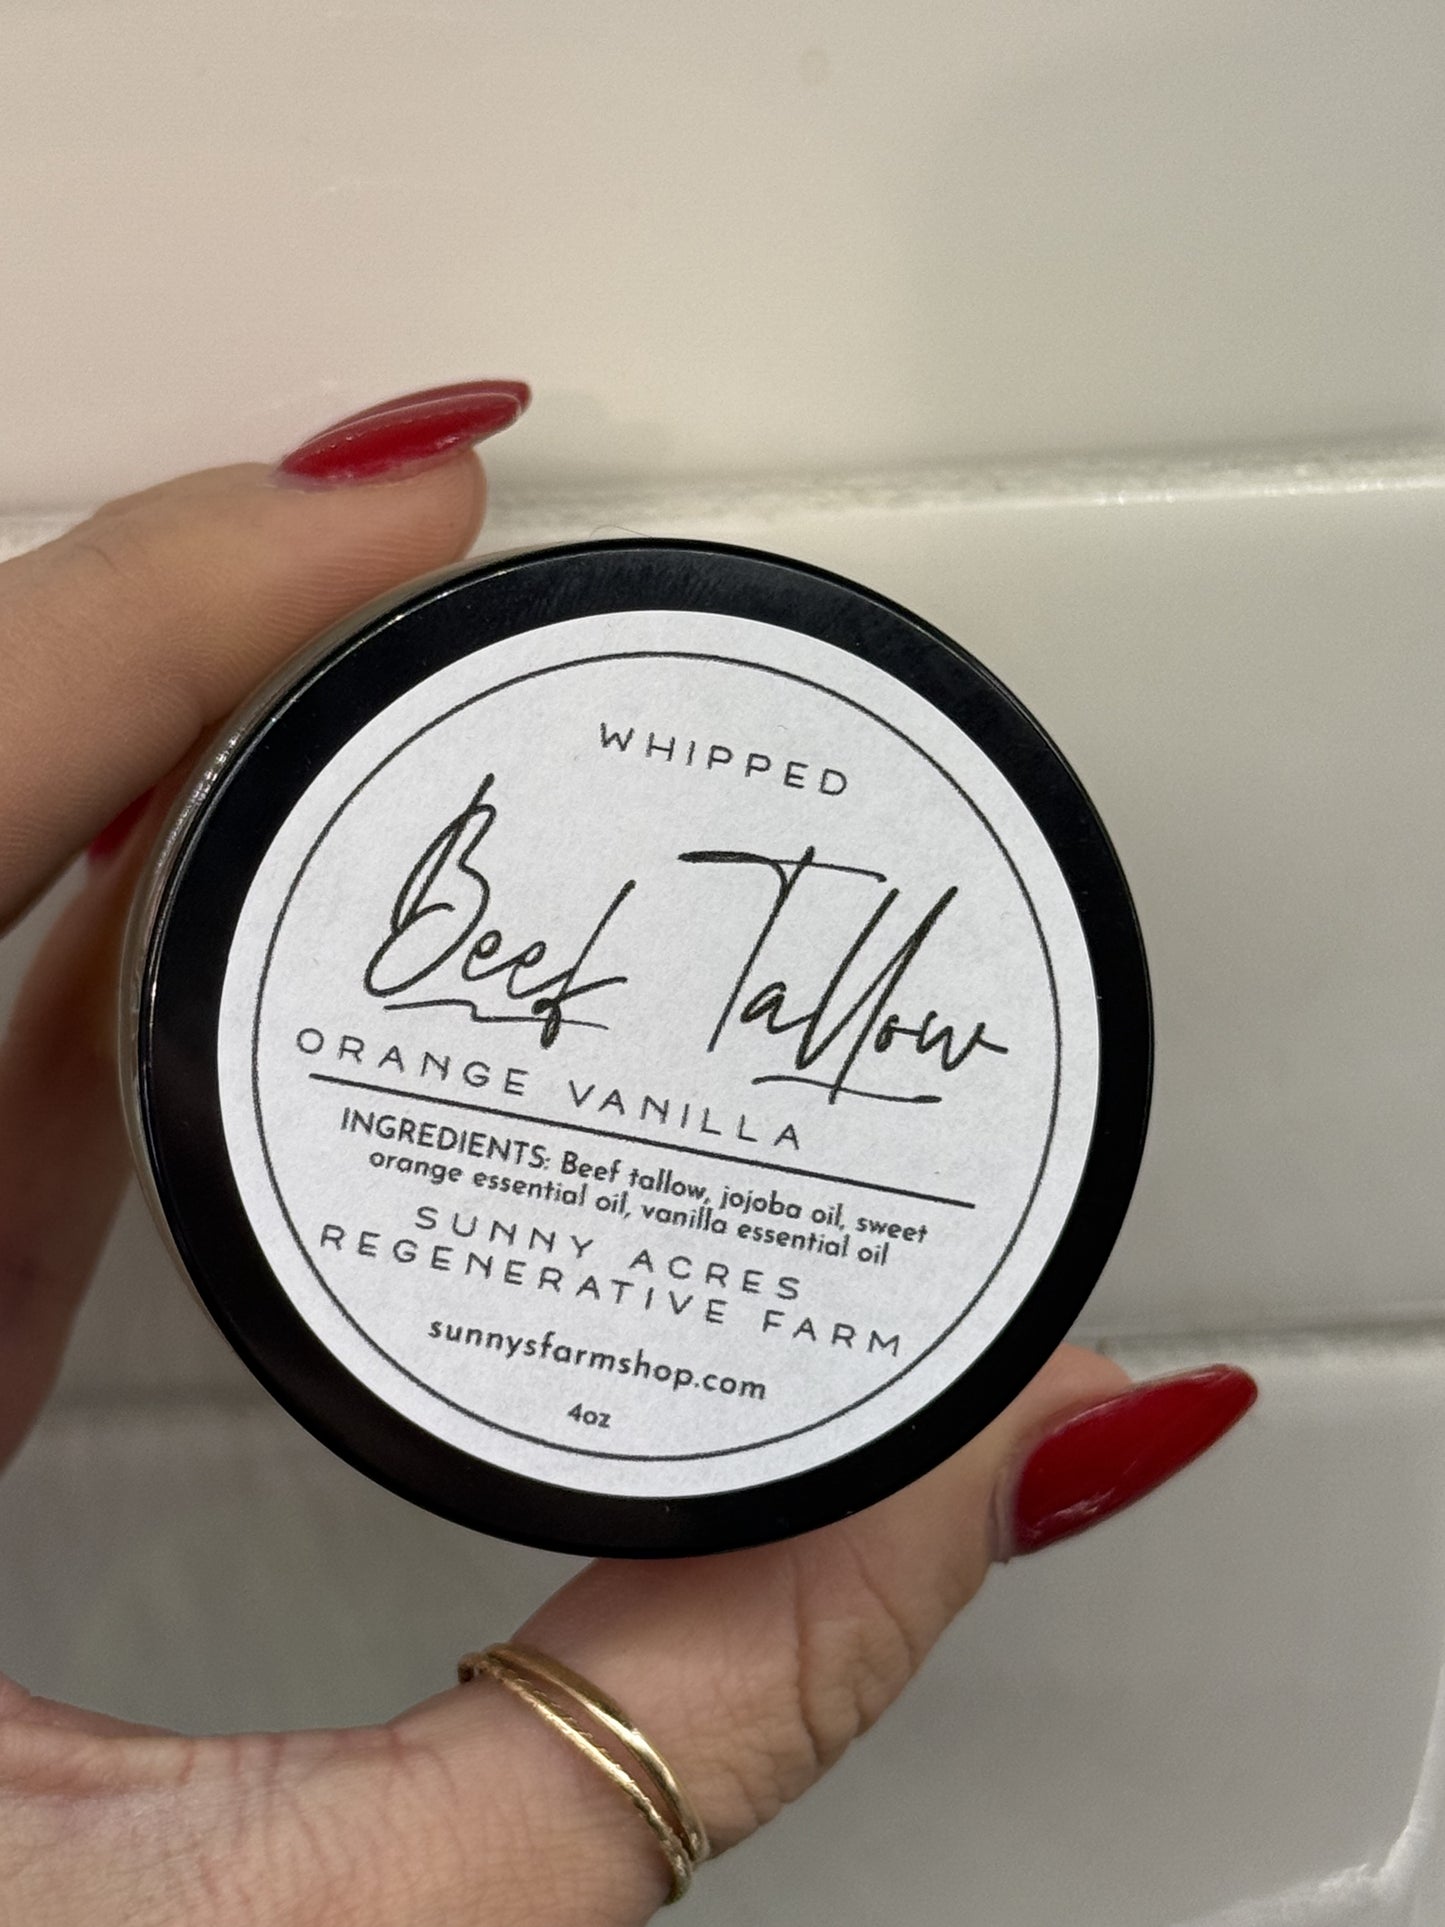 WHIPPED
Beef Tallow
ORANGE VANILLA
INGREDIENTS: Beef tallow, jojoba oil, sweet
orange essential oil, vanilla essential oil
SUNNY ACRES
REGENERATIVE FARM
sunnysfarmshop.com
4oz